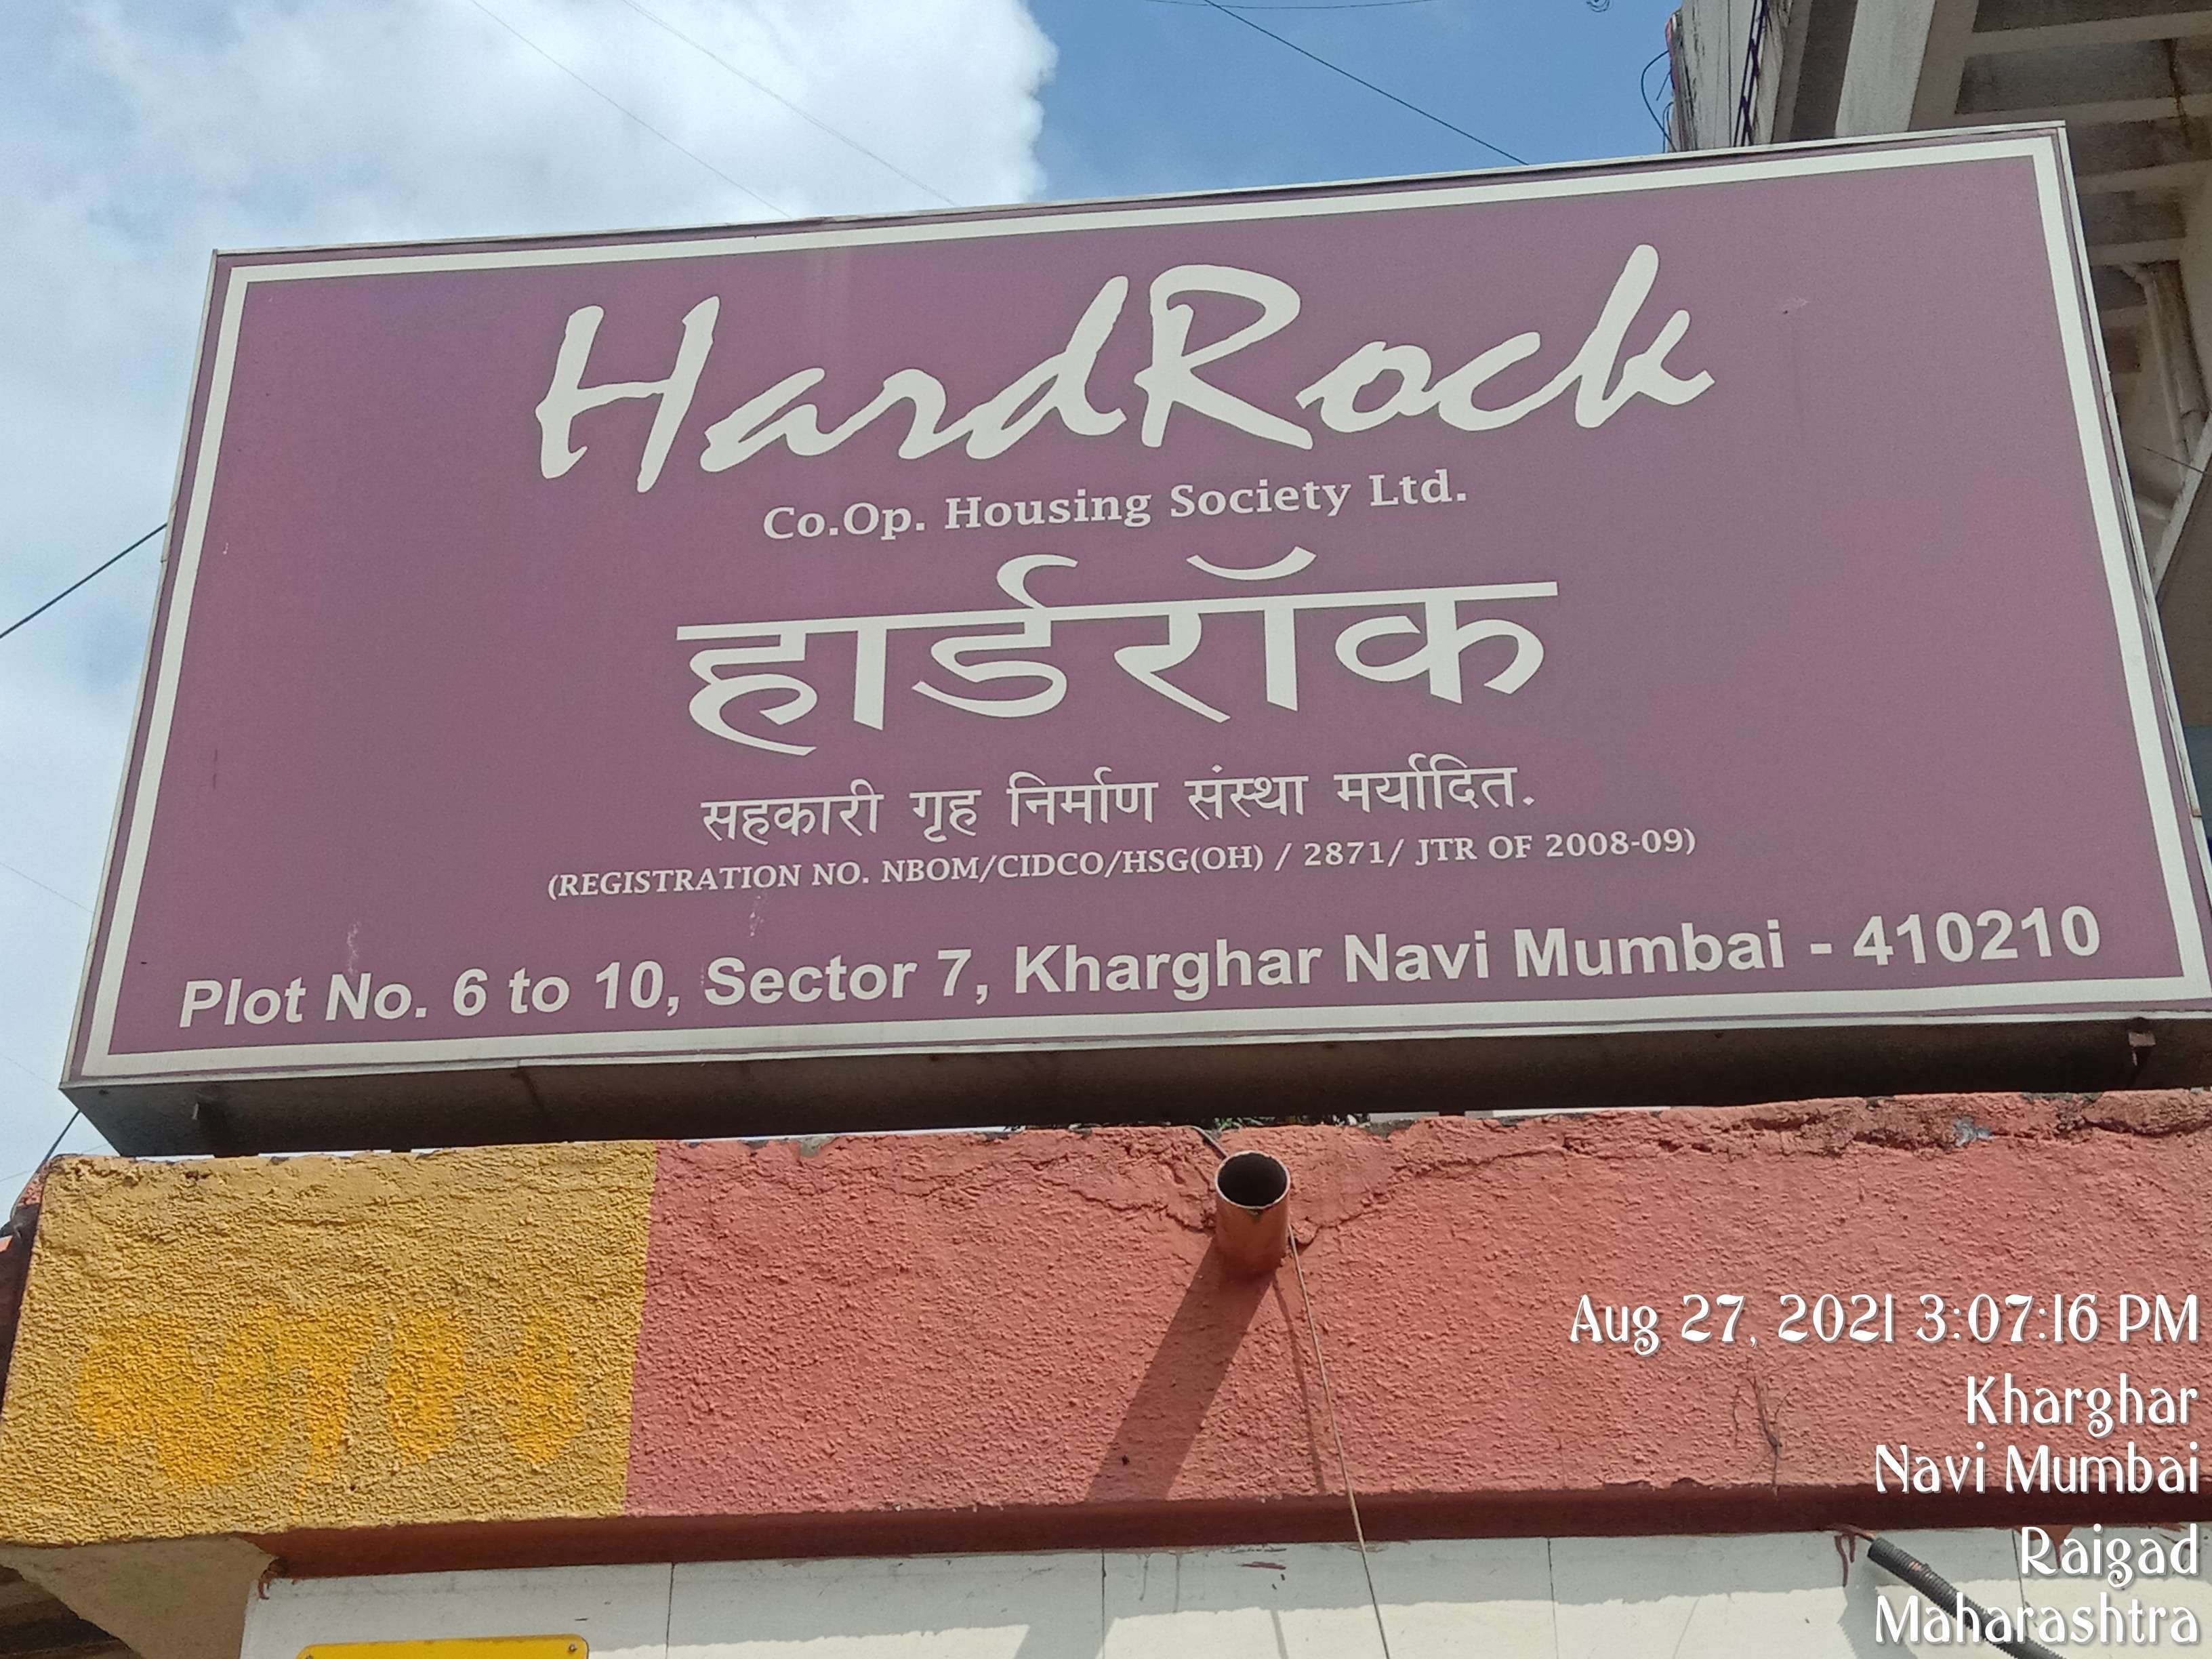 HardRock
Co.Op. Housing Society Ltd.
हार्डरॉक
सहकारी गृह निर्माण संस्था मर्यादित.
(REGISTRATION NO. NBOM/CIDCO/HSG(OH) / 2871/ JTR OF 2008-09)
Plot No. 6 to 10, Sector 7, Kharghar Navi Mumbai - 410210
Aug 27, 2021 3:07:16 PM
Kharghar
Navi Mumbai
Raigad
Maharashtra